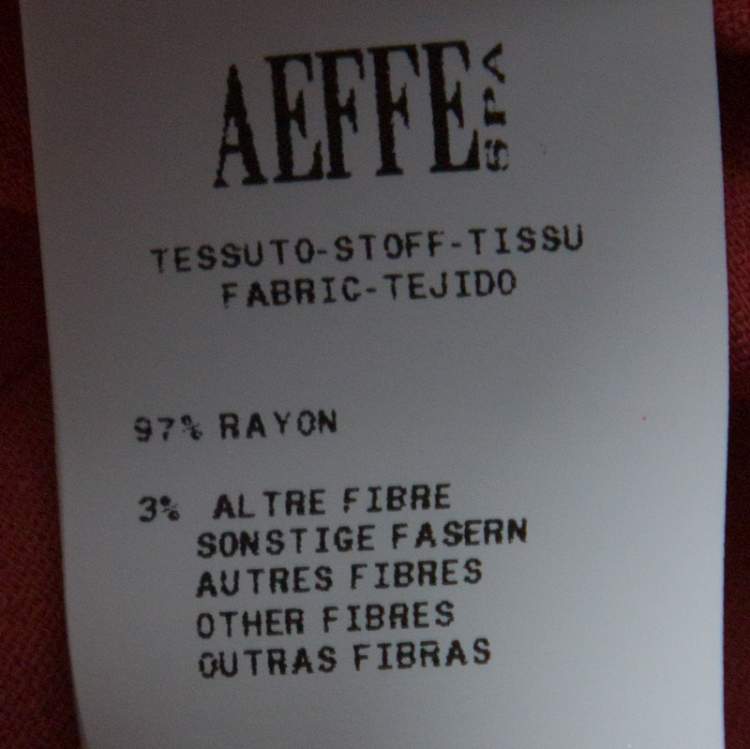 AEFFE SPA
TESSUTO-STOFF-TISSU
FABRIC-TEJIDO
97% RAYON
3% ALTRE FIBRE
SONSTIGE FASERN
AUTRES FIBRES
OTHER FIBRES
OUTRAS FIBRAS